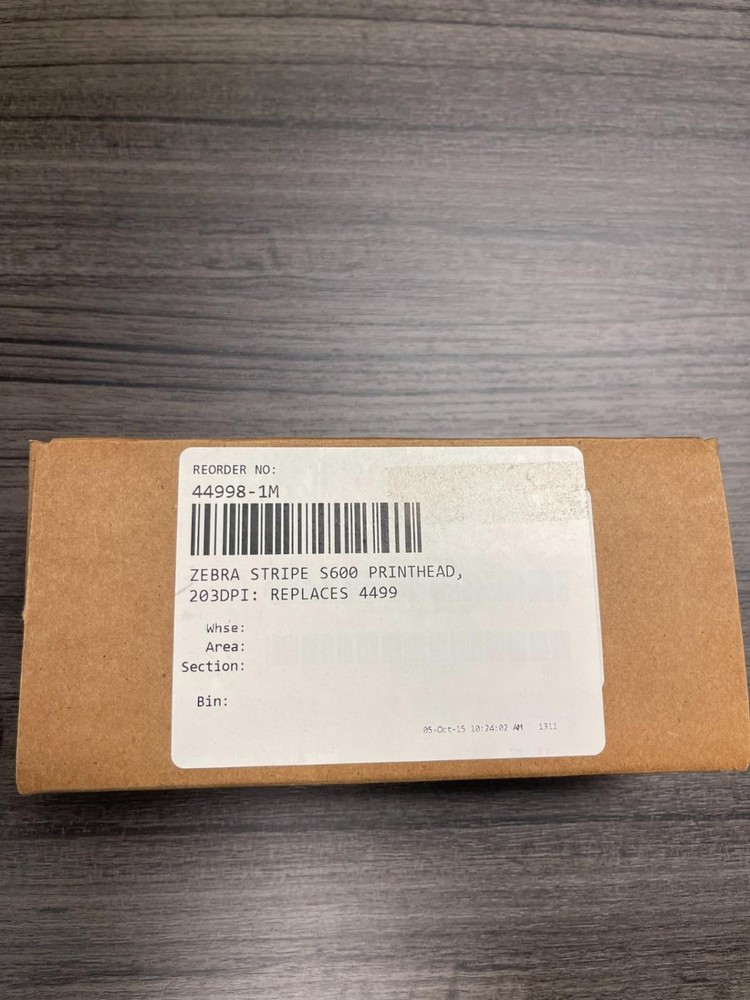 REORDER NO:
44998-1M
ZEBRA STRIPE S600 PRINTHEAD,
203DPI: REPLACES 4499
Whse:
Area:
Section:
Bin:
05-Oct-15 10:24:02 AM 1311